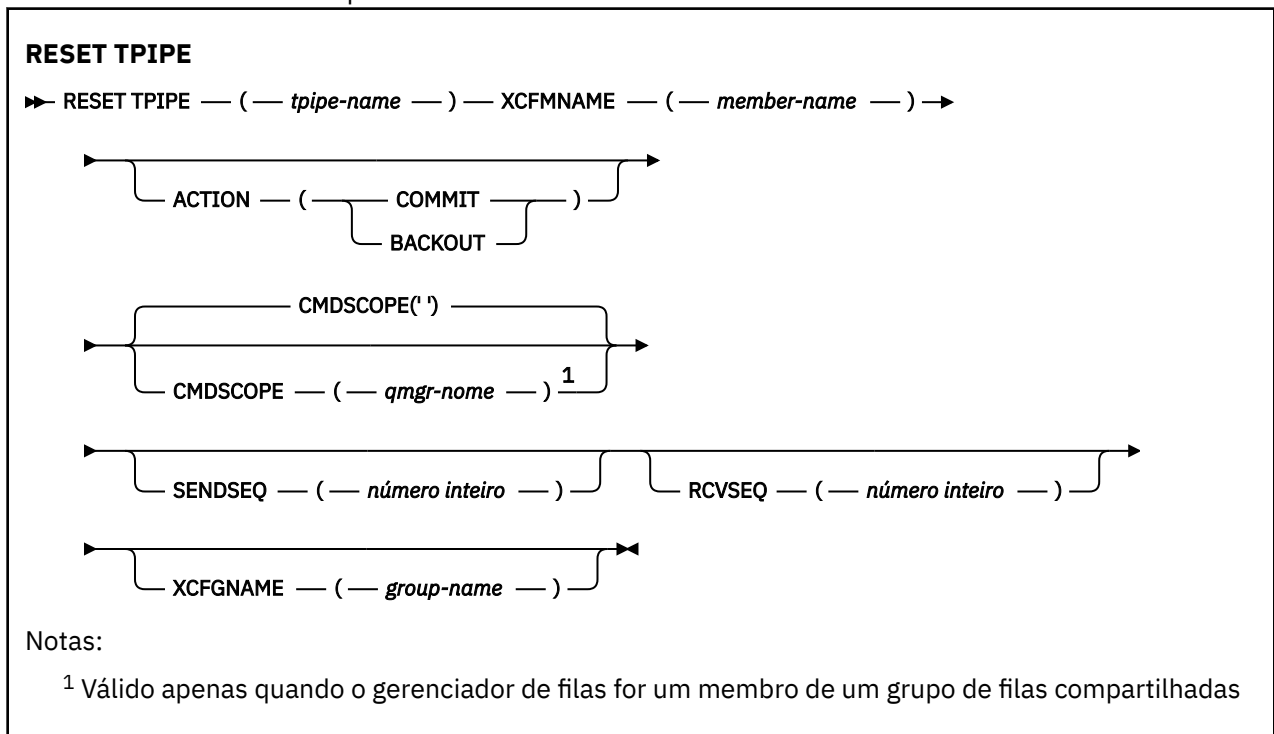 RESET TPIPE
RESET TPIPE ( tpipe-name ) XCFMNAME ( member-name )
ACTION ( COMMIT )
BACKOUT
CMDSCOPE(' ')
CMDSCOPE ( qmgr-nome ) 1
SENDSEQ ( número inteiro ) RCVSEQ ( número inteiro )
XCFGNAME ( group-name )
Notas:
1 Válido apenas quando o gerenciador de filas for um membro de um grupo de filas compartilhadas